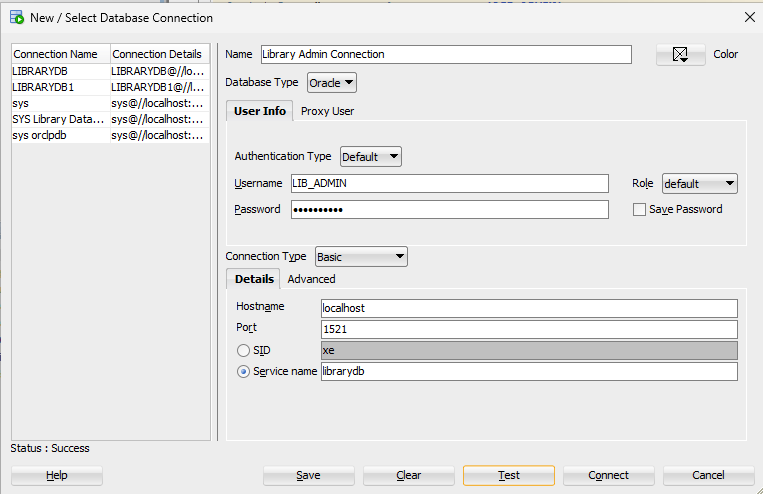 New / Select Database Connection
Connection Name Connection Details
LIBRARYDB LIBRARYDB@//lo...
LIBRARYDB1 LIBRARYDB1@//l...
sys sys@//localhost:...
SYS Library Data... sys@//localhost:...
sys orclpdb sys@//localhost:...
Name Library Admin Connection Color
Database Type Oracle
User Info Proxy User
Authentication Type Default
Username LIB_ADMIN Role default
Password •••••••••• Save Password
Connection Type Basic
Details Advanced
Hostname localhost
Port 1521
SID xe
Service name librarydb
Status : Success
Help Save Clear Test Connect Cancel